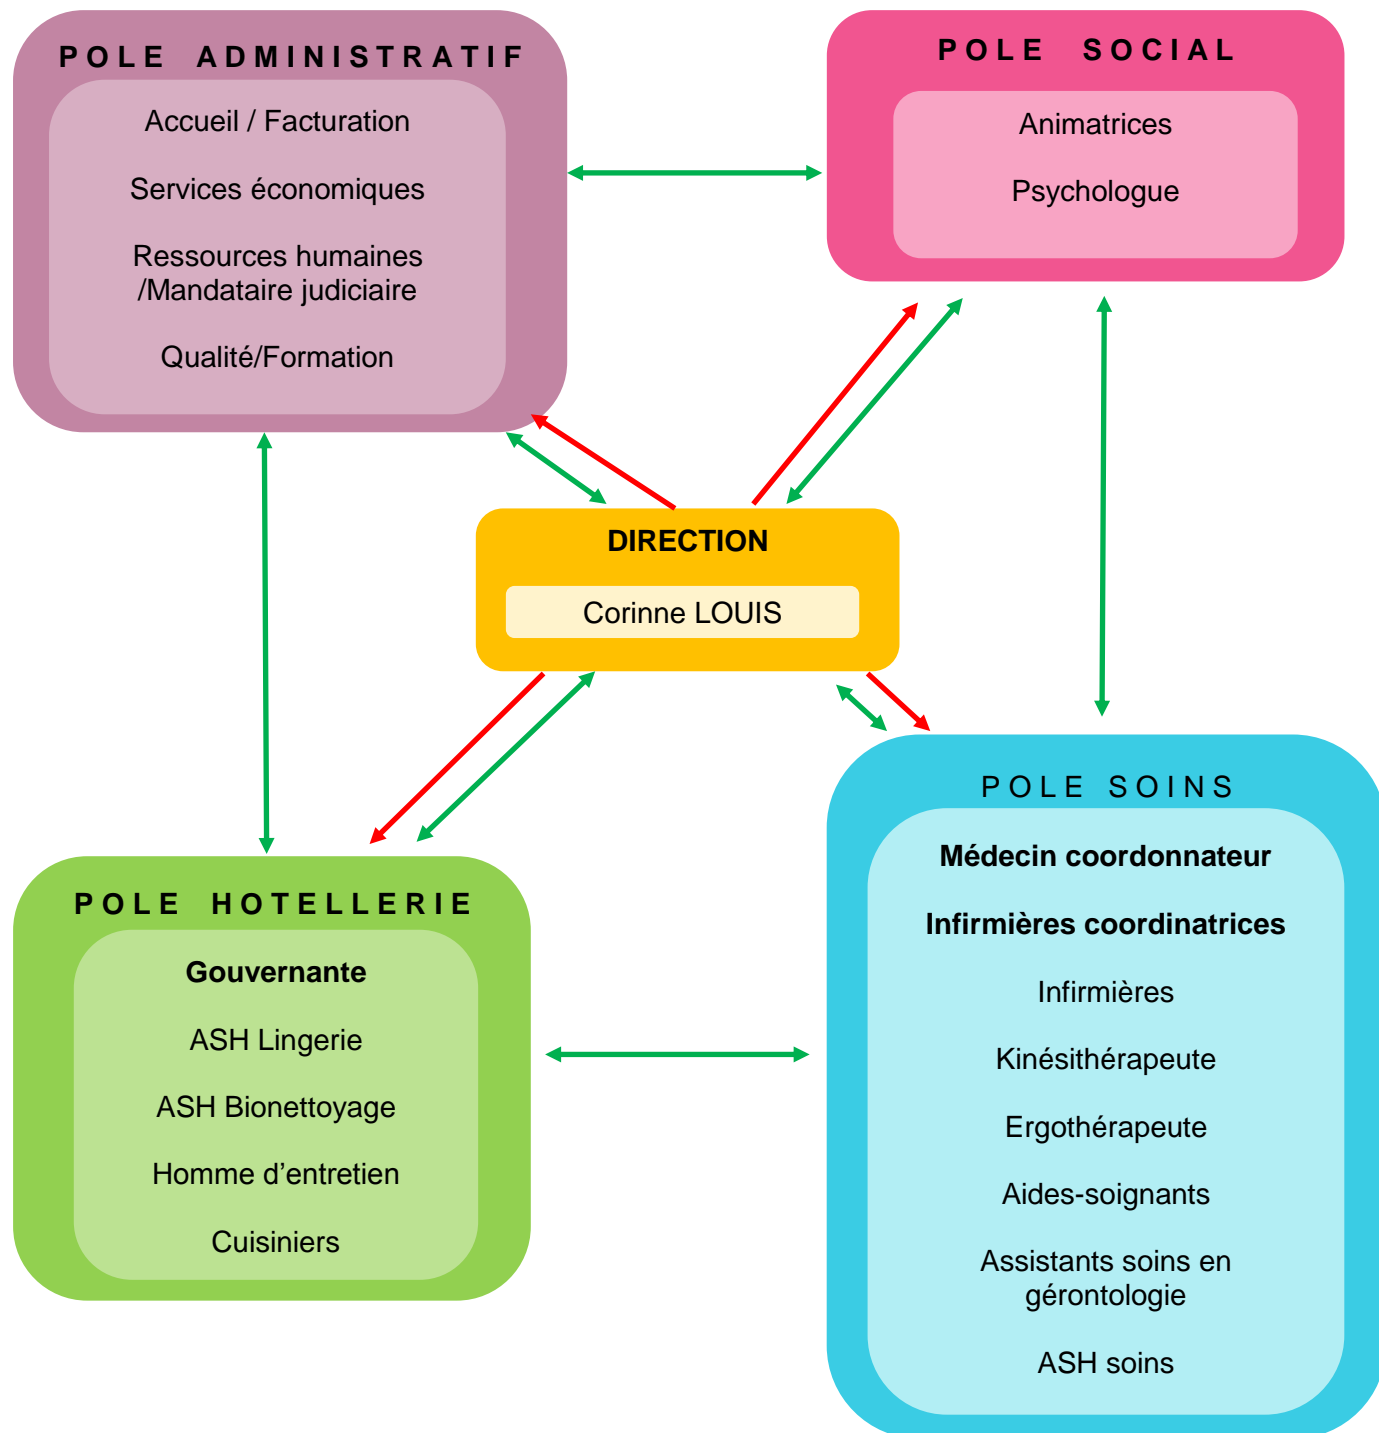 POLE ADMINISTRATIF
Accueil / Facturation
Services économiques
Ressources humaines
/Mandataire judiciaire
Qualité/Formation
POLE SOCIAL
Animatrices
Psychologue
DIRECTION
Corinne LOUIS
POLE HOTELLERIE
Gouvernante
ASH Lingerie
ASH Bionettoyage
Homme d’entretien
Cuisiniers
POLE SOINS
Médecin coordonnateur
Infirmières coordinatrices
Infirmières
Kinésithérapeute
Ergothérapeute
Aides-soignants
Assistants soins en
gérontologie
ASH soins